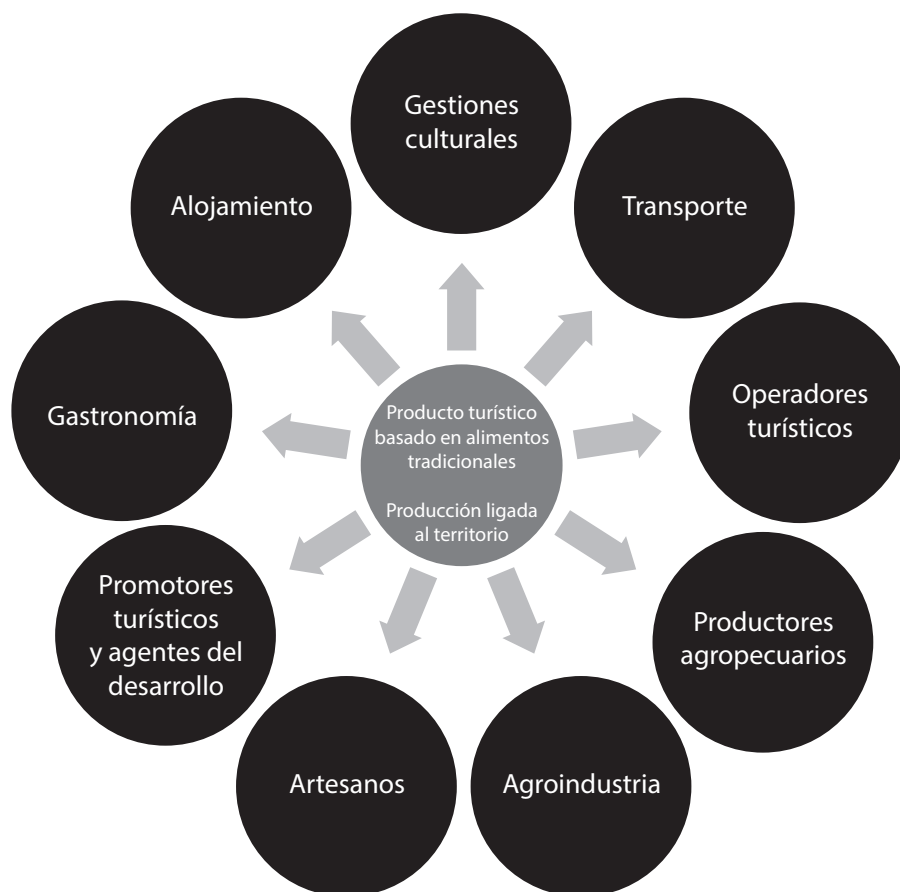 Gestiones
culturales
Alojamiento
Transporte
Gastronomía
Producto turístico
basado en alimentos
tradicionales
Producción ligada
al territorio
Operadores
turísticos
Promotores
turísticos
y agentes del
desarrollo
Productores
agropecuarios
Artesanos
Agroindustria